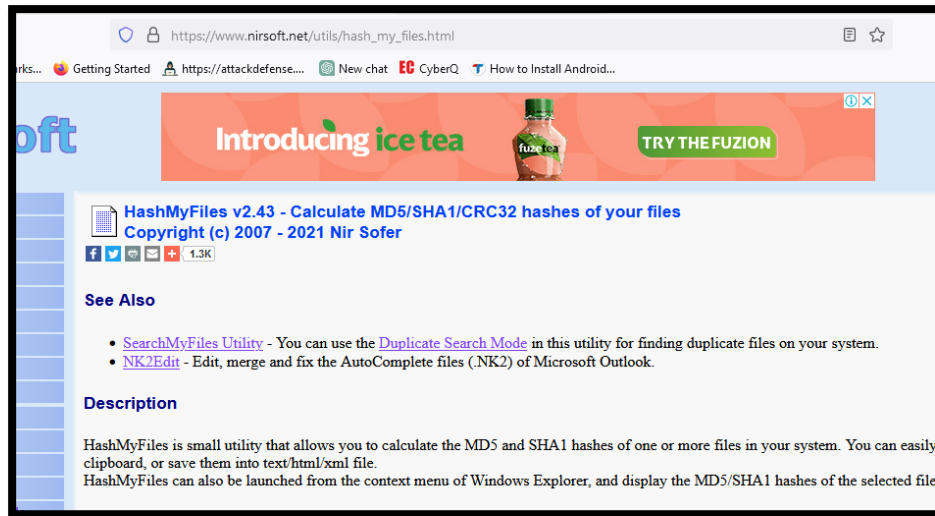 https://www.nirsoft.net/utils/hash_my_files.html
Getting Started https://attackdefense.... New chat EC CyberQ How to Install Android...
Introducing ice tea
fuze tea
TRY THE FUZION
HashMyFiles v2.43 - Calculate MD5/SHA1/CRC32 hashes of your files
Copyright (c) 2007 - 2021 Nir Sofer
1.3K
See Also
SearchMyFiles Utility - You can use the Duplicate Search Mode in this utility for finding duplicate files on your system.
NK2Edit - Edit, merge and fix the AutoComplete files (.NK2) of Microsoft Outlook.
Description
HashMyFiles is small utility that allows you to calculate the MD5 and SHA1 hashes of one or more files in your system. You can easily
clipboard, or save them into text/html/xml file.
HashMyFiles can also be launched from the context menu of Windows Explorer, and display the MD5/SHA1 hashes of the selected file